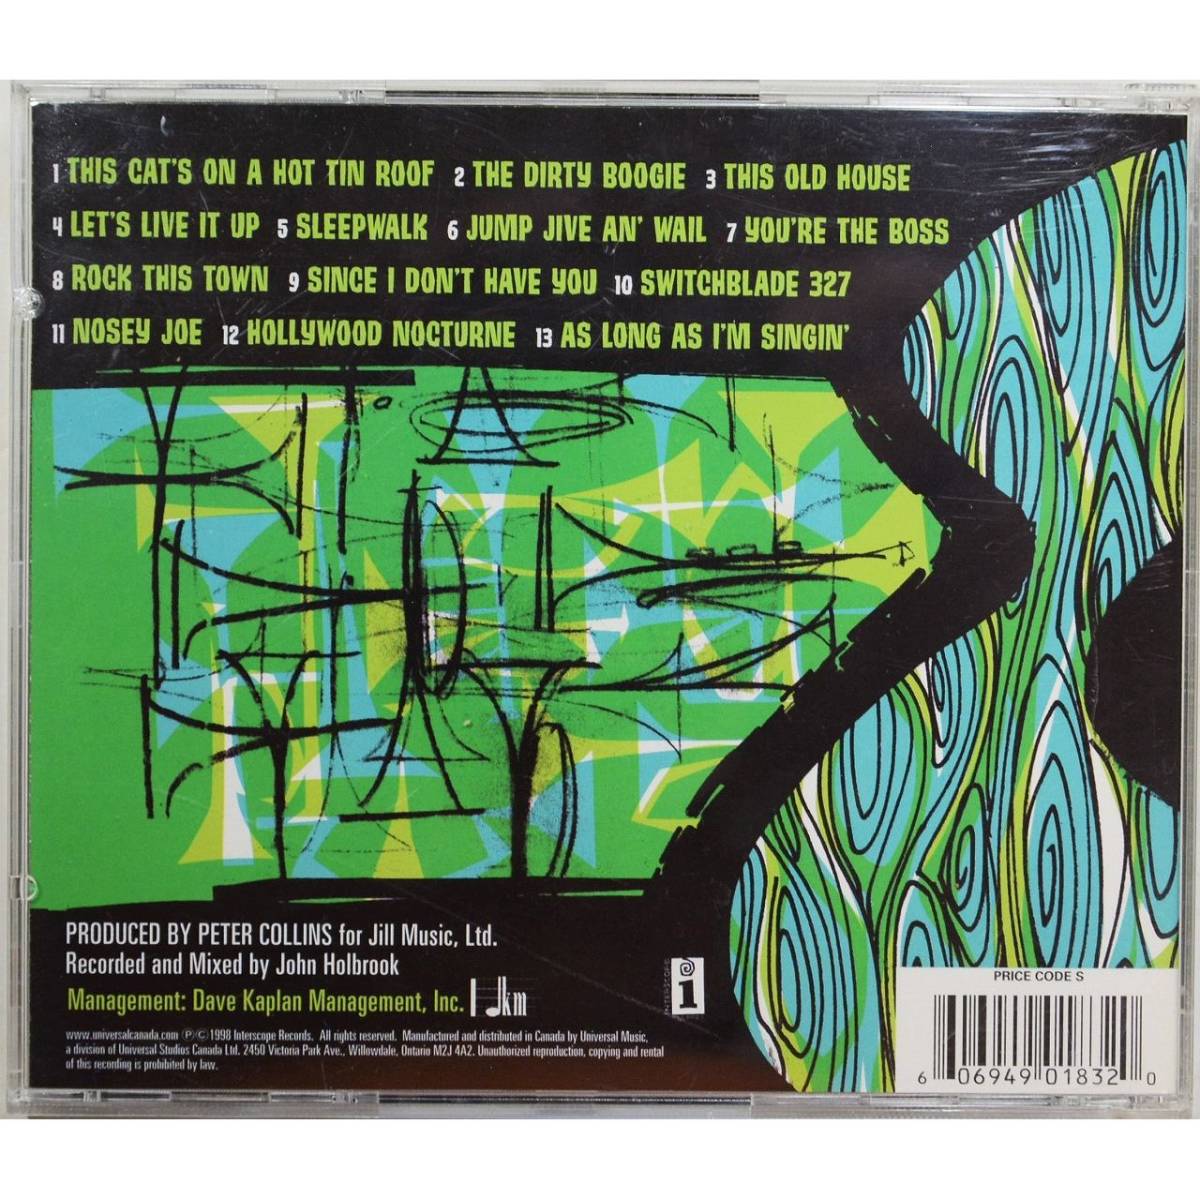 1 THIS CAT'S ON A HOT TIN ROOF 2 THE DIRTY BOOGIE 3 THIS OLD HOUSE
4 LET'S LIVE IT UP 5 SLEEPWALK 6 JUMP JIVE AN' WAIL 7 YOU'RE THE BOSS
8 ROCK THIS TOWN 9 SINCE I DON'T HAVE YOU 10 SWITCHBLADE 327
11 NOSEY JOE 12 HOLLYWOOD NOCTURNE 13 AS LONG AS I'M SINGIN'
PRODUCED BY PETER COLLINS for Jill Music, Ltd.
Recorded and Mixed by John Holbrook
Management: Dave Kaplan Management, Inc. dkm
www.universalcanada.com Ⓟ© 1998 Interscope Records. All rights reserved. Manufactured and distributed in Canada by Universal Music,
a division of Universal Studios Canada Ltd. 2450 Victoria Park Ave., Willowdale, Ontario M2J 4A2. Unauthorized reproduction, copying and rental
of this recording is prohibited by law.
INTERSCOPE
i
PRICE CODE S
6 06949 01832 0